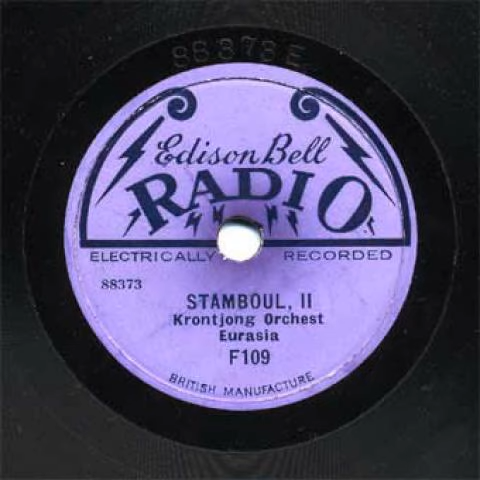 88373E
Edison Bell
RADIO
ELECTRICALLY RECORDED
88373
STAMBOUL, II
Krontjong Orchest
Eurasia
F109
BRITISH MANUFACTURE